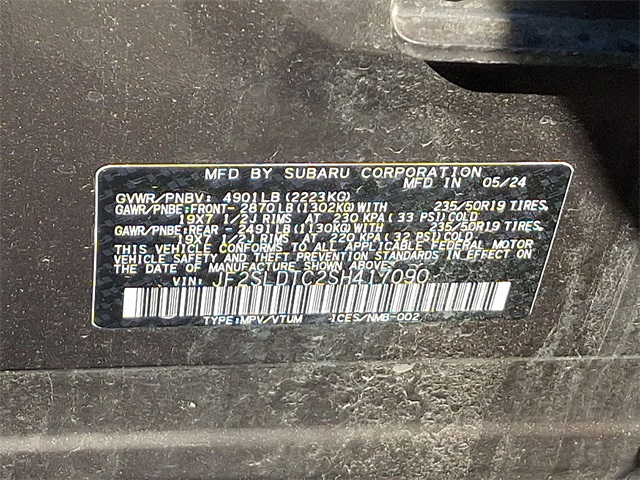 MFD BY SUBARU CORPORATION
MFD IN 05/24
GVWR/PNBV: 4901LB(2223KG)
GAWR/PNBE:FRONT- 2870LB(1302KG)WITH 235/50R19 TIRES,
19X7 1/2J RIMS AT 230 KPA(33 PSI)COLD
GAWR/PNBE:REAR - 2491LB(1130KG)WITH 235/50R19 TIRES,
19X7 1/2J RIMS AT 220 KPA(32 PSI)COLD
THIS VEHICLE CONFORMS TO ALL APPLICABLE FEDERAL MOTOR
VEHICLE SAFETY AND THEFT PREVENTION STANDARDS IN EFFECT ON
THE DATE OF MANUFACTURE SHOWN ABOVE.
VIN: JF2SLDTC2SH417090
TYPE:MPV/VTUM ICES/NMB-002